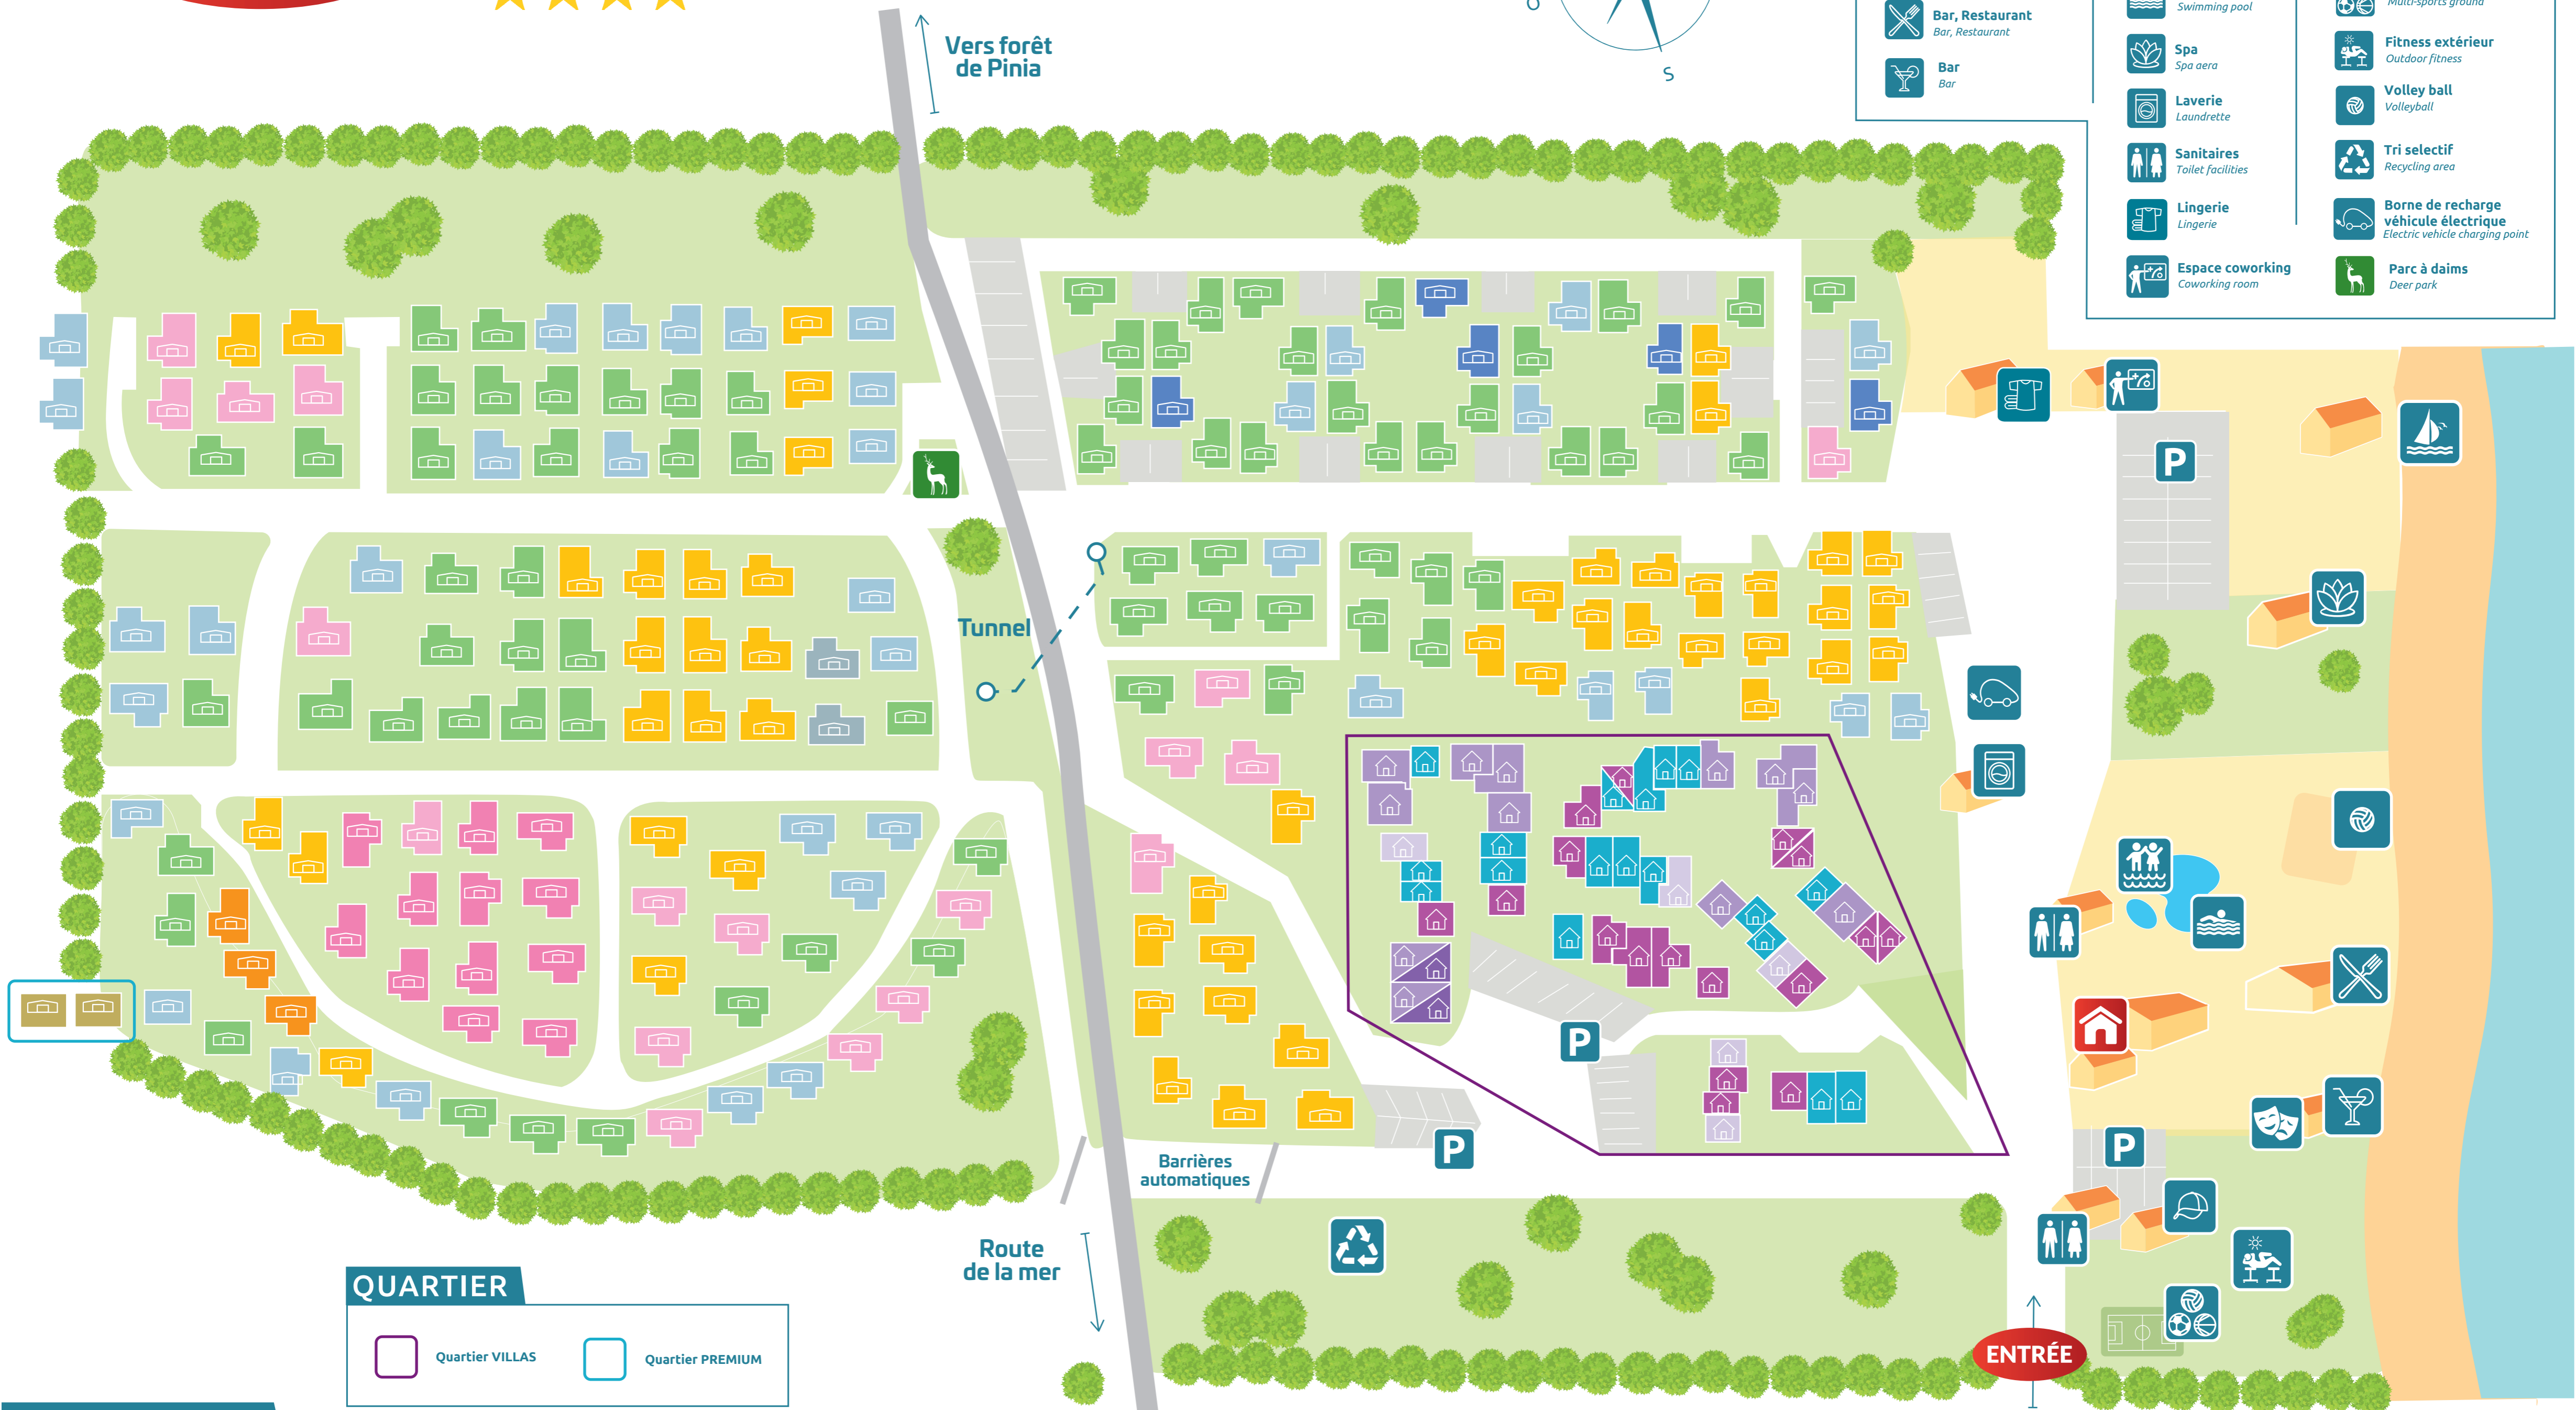 Vers forêt
de Pinia
O
S
Bar, Restaurant
Bar, Restaurant
Bar
Bar
Swimming pool
Spa
Spa aera
Laverie
Laundrette
Sanitaires
Toilet facilities
Lingerie
Lingerie
Espace coworking
Coworking room
Multi-sports ground
Fitness extérieur
Outdoor fitness
Volley ball
Volleyball
Tri selectif
Recycling area
Borne de recharge
véhicule électrique
Electric vehicle charging point
Parc à daims
Deer park
P
Tunnel
P
P
P
Barrières
automatiques
Route
de la mer
ENTRÉE
QUARTIER
Quartier VILLAS
Quartier PREMIUM